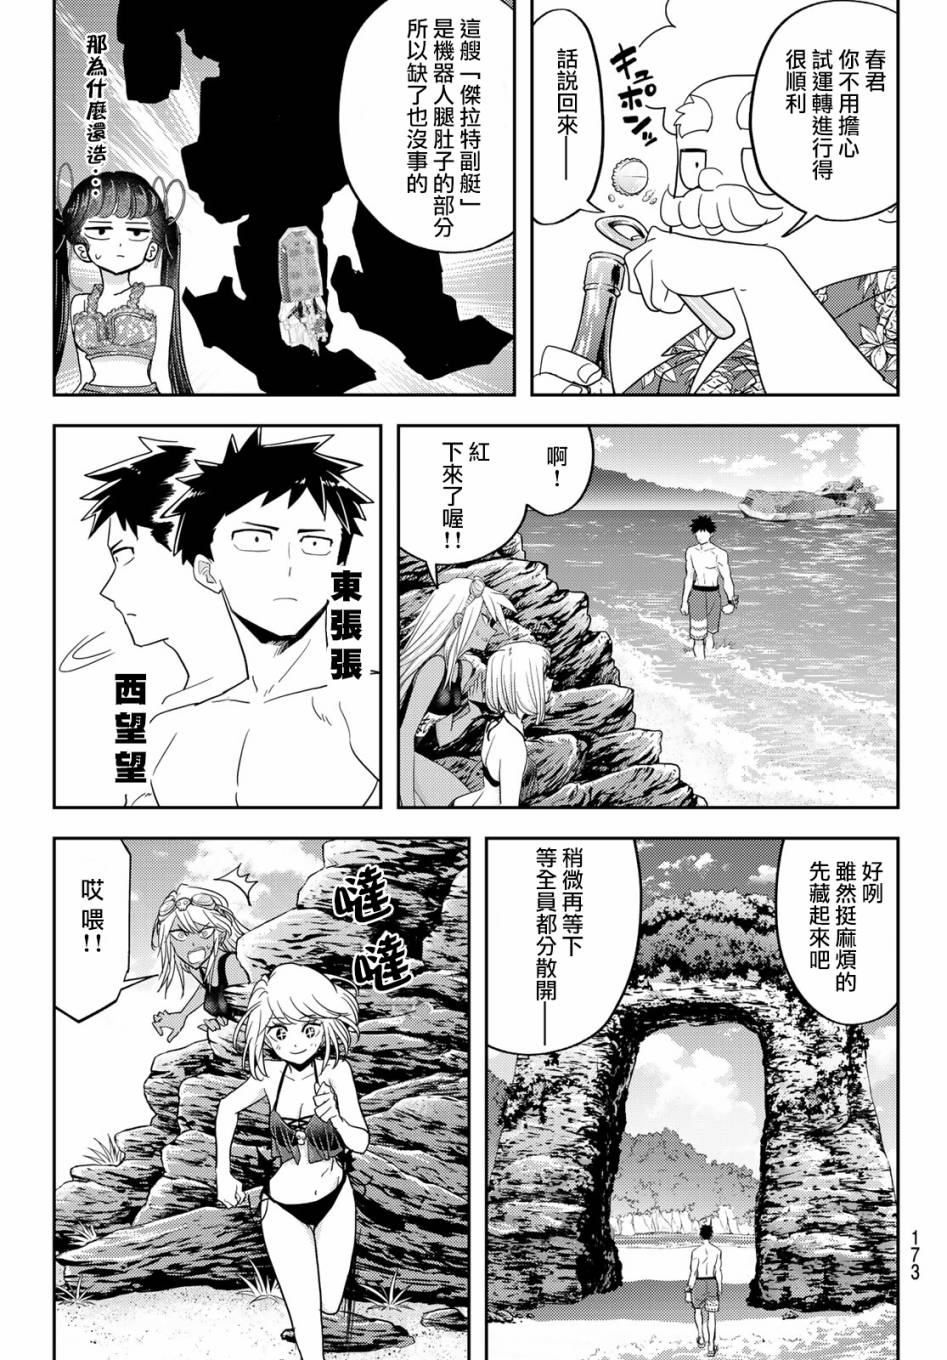 春君
你不用擔心
試運轉進行得
很順利
キュポンッ
話說回來──
這艘「傑拉特副艇」
是機器人腿肚子的部分
所以缺了也沒事的
那為什麼還造...
啊!
紅
下來了喔!!
東張張
西望望
好咧
雖然挺麻煩的
先藏起來吧
稍微再等下
等全員都分散開──
噠
噠
哎喂!!
173